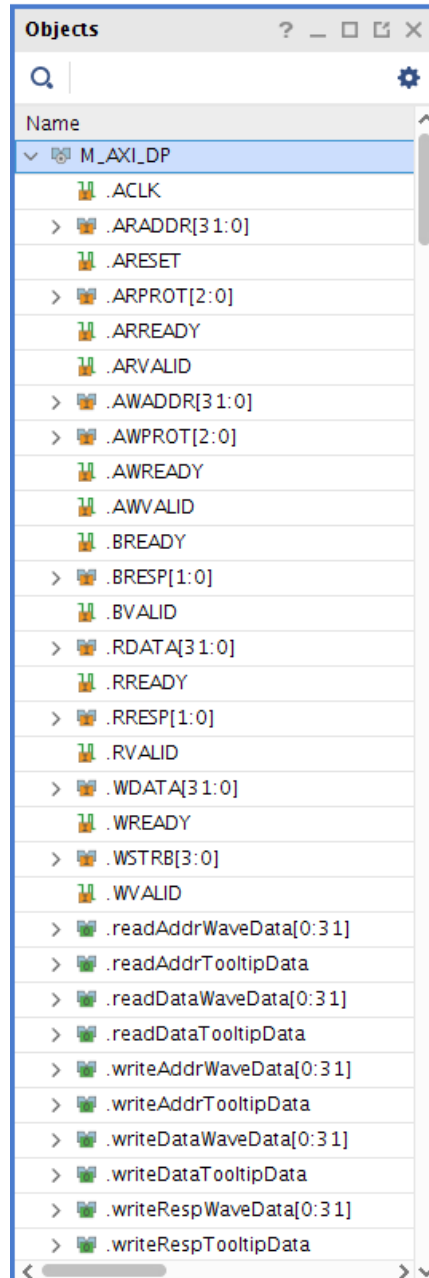 Objects
Name
M_AXI_DP
.ACLK
.ARADDR[31:0]
.ARESET
.ARPROT[2:0]
.ARREADY
.ARVALID
.AWADDR[31:0]
.AWPROT[2:0]
.AWREADY
.AWVALID
.BREADY
.BRESP[1:0]
.BVALID
.RDATA[31:0]
.RREADY
.RRESP[1:0]
.RVALID
.WDATA[31:0]
.WREADY
.WSTRB[3:0]
.WVALID
.readAddrWaveData[0:31]
.readAddrTooltipData
.readDataWaveData[0:31]
.readDataTooltipData
.writeAddrWaveData[0:31]
.writeAddrTooltipData
.writeDataWaveData[0:31]
.writeDataTooltipData
.writeRespWaveData[0:31]
.writeRespTooltipData